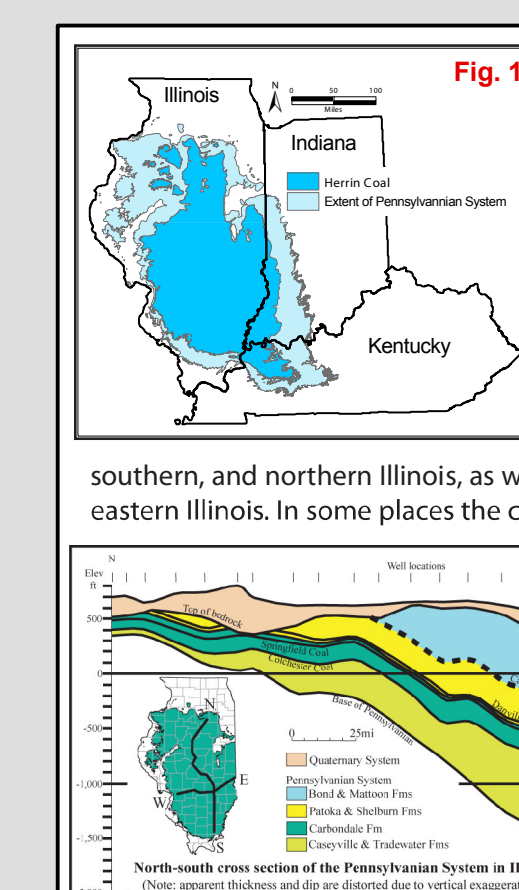 Fig. 1
N
0 50 100
Miles
Illinois
Indiana
Herrin Coal
Extent of Pennsylvannian System
Kentucky
southern, and northern Illinois, as w
eastern Illinois. In some places the c
N
Elev
ft
Well locations
500
Top of bedrock
Springfield Coal
Colchester Coal
0
Danvill
Base of Pennsylvanian
-500
0 25mi
N
E
W
S
Quaternary System
Pennsylvanian System
Bond & Mattoon Fms
-1,000
Patoka & Shelburn Fms
Carbondale Fm
-1,500
Caseyville & Tradewater Fms
North-south cross section of the Pennsylvanian System in Il
(Note: apparent thickness and dip are distorted due to vertical exagger